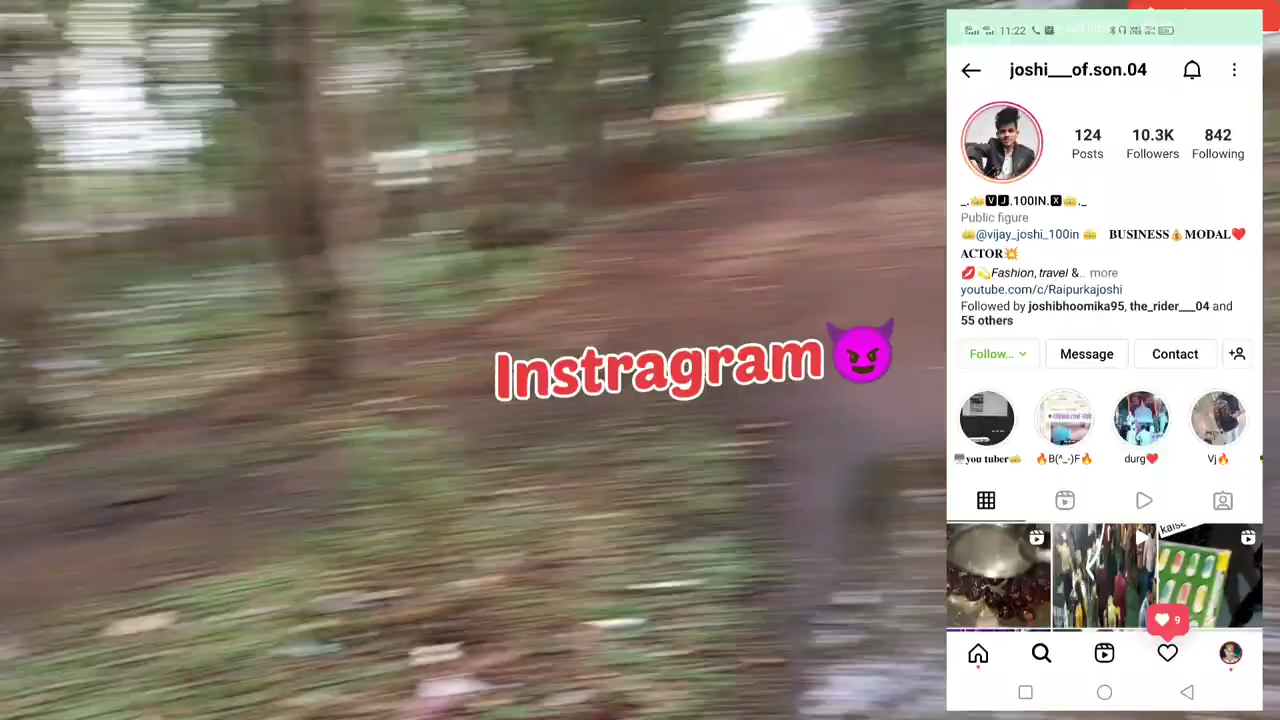 11:22
joshi___of.son.04
124 10.3K 842
Posts Followers Following
_.👑🆅🅹.100IN.🆇👑._
Public figure
👑@vijay_joshi_100in 👑 𝐁𝐔𝐒𝐈𝐍𝐄𝐒𝐒💰𝐌𝐎𝐃𝐀𝐋❤️
𝐀𝐂𝐓𝐎𝐑💥
💋💫𝘍𝘢𝘴𝘩𝘪𝘰𝘯, 𝘵𝘳𝘢𝘷𝘦𝘭 &... more
youtube.com/c/Raipurkajoshi
Followed by joshibhoomika95, the_rider___04 and
55 others
Follow... Message Contact
Instragram😈
🖥️𝐲𝐨𝐮 𝐭𝐮𝐛𝐞𝐫👑 🔥B(^_-)F🔥 durg❤️ Vj🔥
kaise
9